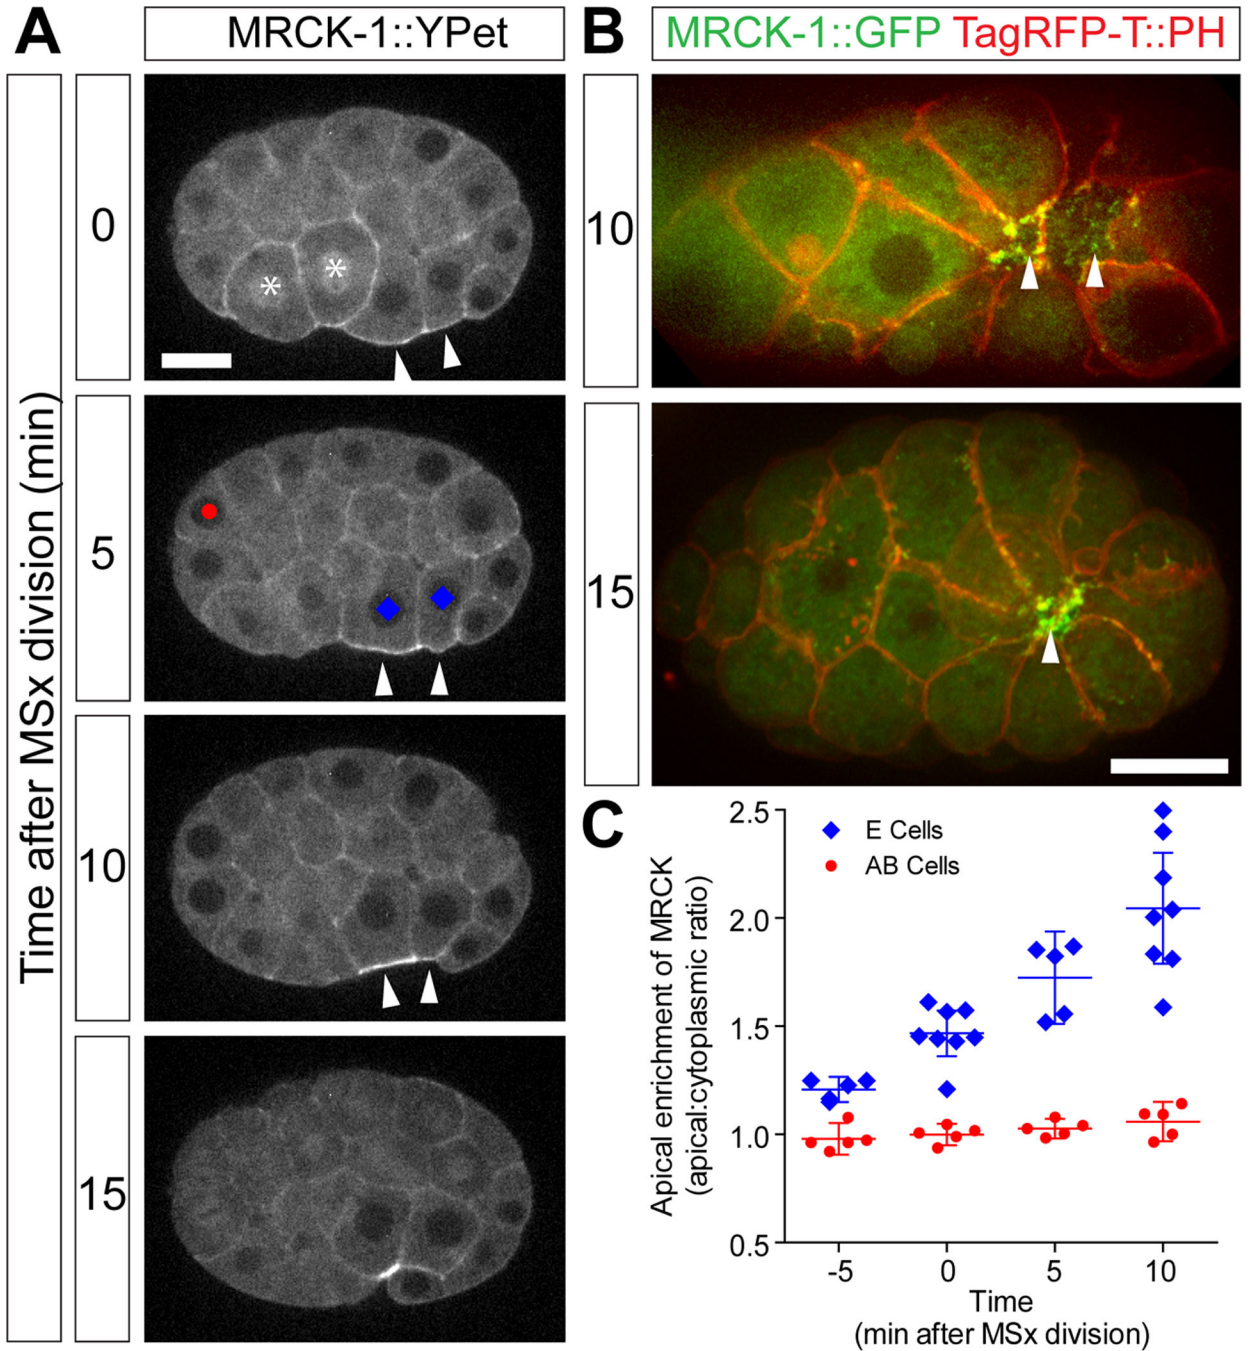 A
MRCK-1::YPet
Time after MSx division (min)
0
*
*
5
10
15
B
MRCK-1::GFP TagRFP-T::PH
10
15
C
Apical enrichment of MRCK
(apical:cytoplasmic ratio)
2.5
2.0
1.5
1.0
0.5
E Cells
AB Cells
-5
0
5
10
Time
(min after MSx division)